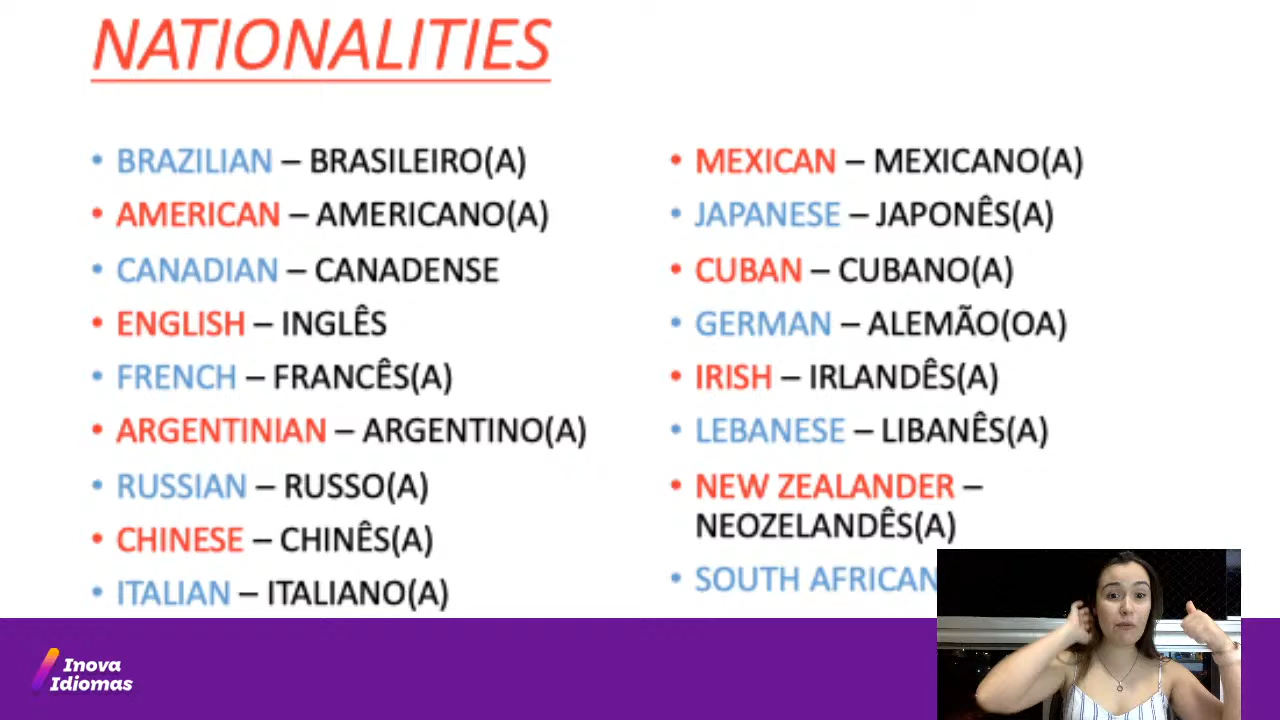 NATIONALITIES
• BRAZILIAN – BRASILEIRO(A)
• AMERICAN – AMERICANO(A)
• CANADIAN – CANADENSE
• ENGLISH – INGLÊS
• FRENCH – FRANCÊS(A)
• ARGENTINIAN – ARGENTINO(A)
• RUSSIAN – RUSSO(A)
• CHINESE – CHINÊS(A)
• ITALIAN – ITALIANO(A)
• MEXICAN – MEXICANO(A)
• JAPANESE – JAPONÊS(A)
• CUBAN – CUBANO(A)
• GERMAN – ALEMÃO(OA)
• IRISH – IRLANDÊS(A)
• LEBANESE – LIBANÊS(A)
• NEW ZEALANDER –
NEOZELANDÊS(A)
• SOUTH AFRICAN
Inova
Idiomas